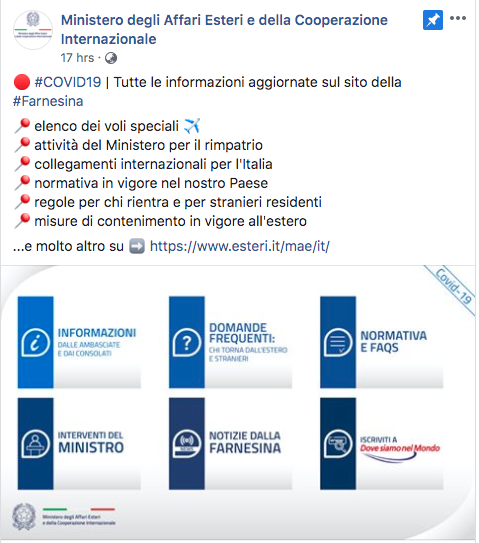 Ministero degli Affari Esteri e della Cooperazione
Internazionale
17 hrs ·
#COVID19 | Tutte le informazioni aggiornate sul sito della
#Farnesina
elenco dei voli speciali
attività del Ministero per il rimpatrio
collegamenti internazionali per l'Italia
normativa in vigore nel nostro Paese
regole per chi rientra e per stranieri residenti
misure di contenimento in vigore all'estero
...e molto altro su https://www.esteri.it/mae/it/
Covid-19
INFORMAZIONI
DALLE AMBASCIATE
E DAI CONSOLATI
DOMANDE
FREQUENTI:
CHI TORNA DALL'ESTERO
E STRANIERI
NORMATIVA
E FAQS
INTERVENTI DEL
MINISTRO
NEWS
NOTIZIE DALLA
FARNESINA
ISCRIVITI A
Dove siamo nel Mondo
Ministero degli Affari Esteri
e della Cooperazione Internazionale